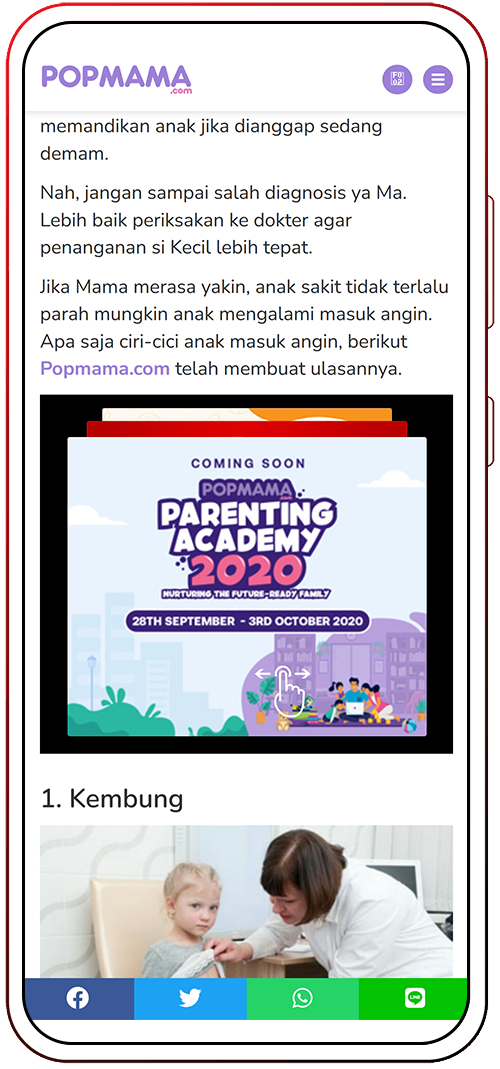 POPMAMA
.com
F0
02
memandikan anak jika dianggap sedang
demam.
Nah, jangan sampai salah diagnosis ya Ma.
Lebih baik periksakan ke dokter agar
penanganan si Kecil lebih tepat.
Jika Mama merasa yakin, anak sakit tidak terlalu
parah mungkin anak mengalami masuk angin.
Apa saja ciri-cici anak masuk angin, berikut
Popmama.com telah membuat ulasannya.
COMING SOON
POPMAMA
.com
PARENTING
ACADEMY
2020
NURTURING THE FUTURE-READY FAMILY
28TH SEPTEMBER - 3RD OCTOBER 2020
1. Kembung
LINE